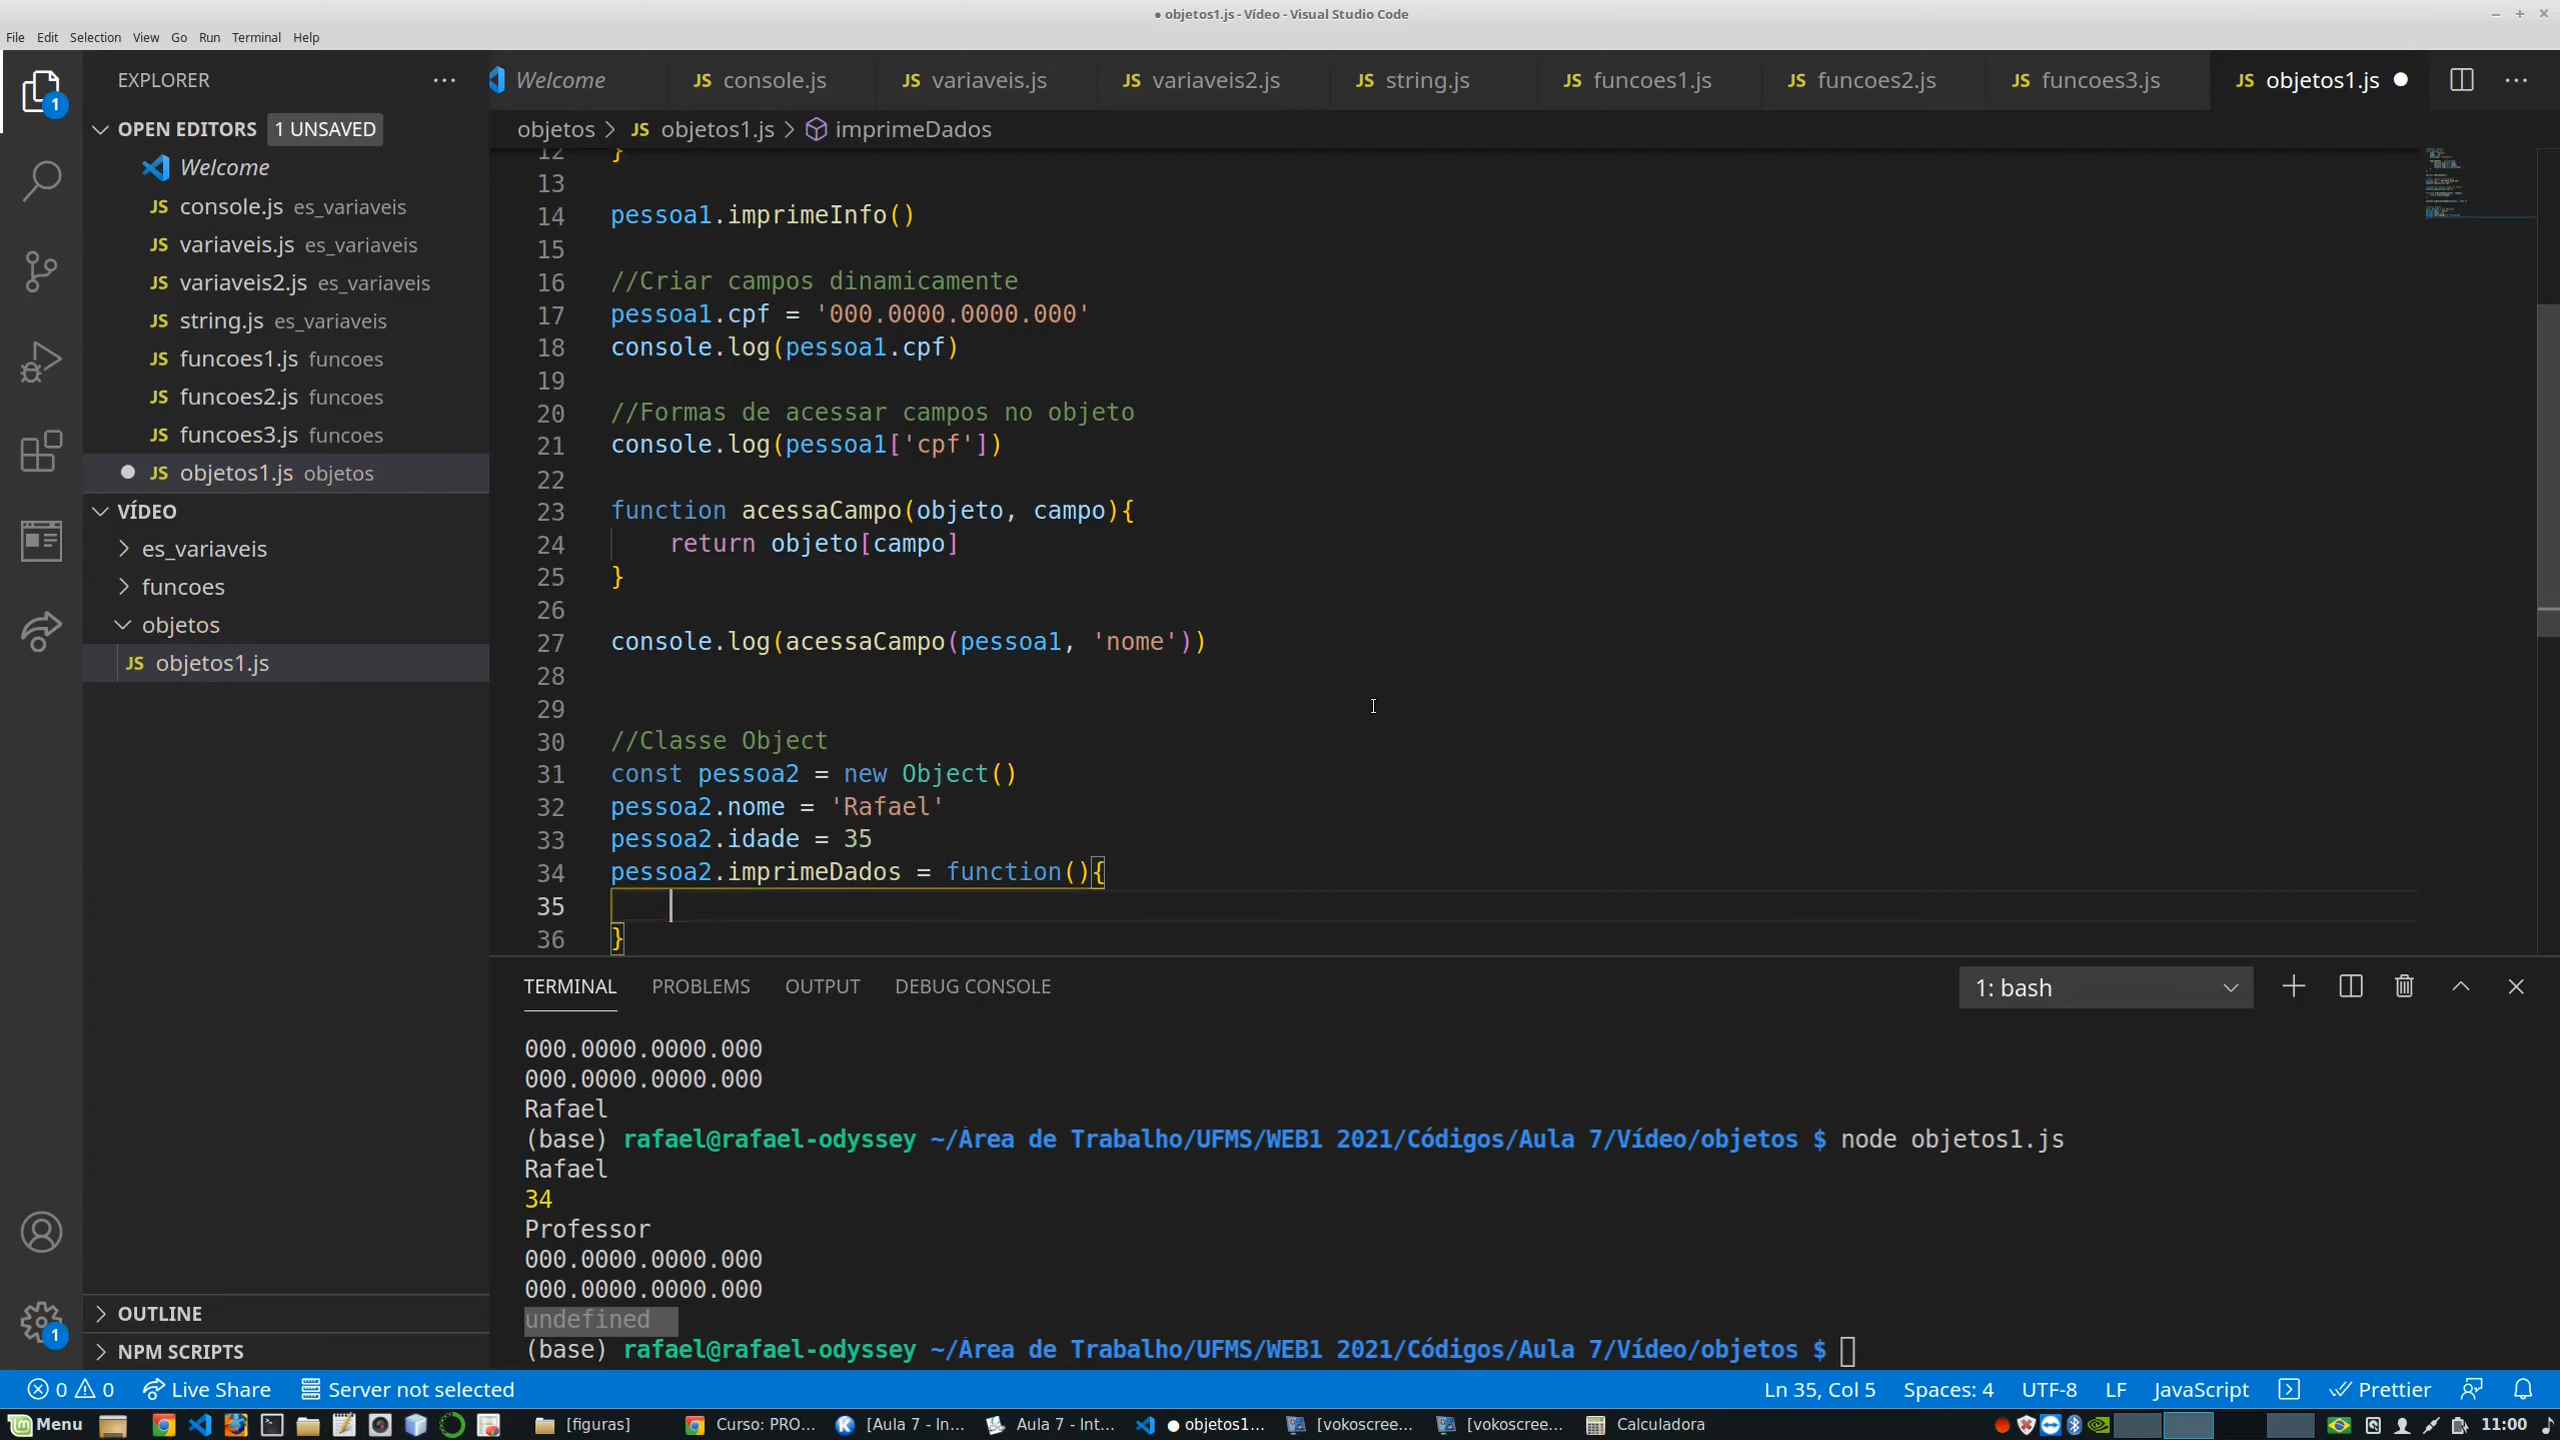 ● objetos1.js - Vídeo - Visual Studio Code
File Edit Selection View Go Run Terminal Help
EXPLORER
Welcome console.js variaveis.js variaveis2.js string.js funcoes1.js funcoes2.js funcoes3.js objetos1.js
OPEN EDITORS 1 UNSAVED
Welcome
console.js es_variaveis
variaveis.js es_variaveis
variaveis2.js es_variaveis
string.js es_variaveis
funcoes1.js funcoes
funcoes2.js funcoes
funcoes3.js funcoes
objetos1.js objetos
VÍDEO
es_variaveis
funcoes
objetos
objetos1.js
OUTLINE
NPM SCRIPTS
objetos > JS objetos1.js > imprimeDados
12 }
13
14 pessoa1.imprimeInfo()
15
16 //Criar campos dinamicamente
17 pessoa1.cpf = '000.0000.0000.000'
18 console.log(pessoa1.cpf)
19
20 //Formas de acessar campos no objeto
21 console.log(pessoa1['cpf'])
22
23 function acessaCampo(objeto, campo){
24 return objeto[campo]
25 }
26
27 console.log(acessaCampo(pessoa1, 'nome'))
28
29
30 //Classe Object
31 const pessoa2 = new Object()
32 pessoa2.nome = 'Rafael'
33 pessoa2.idade = 35
34 pessoa2.imprimeDados = function(){
35
36 }
TERMINAL PROBLEMS OUTPUT DEBUG CONSOLE 1: bash
000.0000.0000.000
000.0000.0000.000
Rafael
(base) rafael@rafael-odyssey ~/Área de Trabalho/UFMS/WEB1 2021/Códigos/Aula 7/Vídeo/objetos $ node objetos1.js
Rafael
34
Professor
000.0000.0000.000
000.0000.0000.000
undefined
(base) rafael@rafael-odyssey ~/Área de Trabalho/UFMS/WEB1 2021/Códigos/Aula 7/Vídeo/objetos $
0 0 Live Share Server not selected Ln 35, Col 5 Spaces: 4 UTF-8 LF JavaScript Prettier
Menu [figuras] Curso: PRO... [Aula 7 - In... Aula 7 - Int... ● objetos1... [vokoscree... [vokoscree... Calculadora 11:00